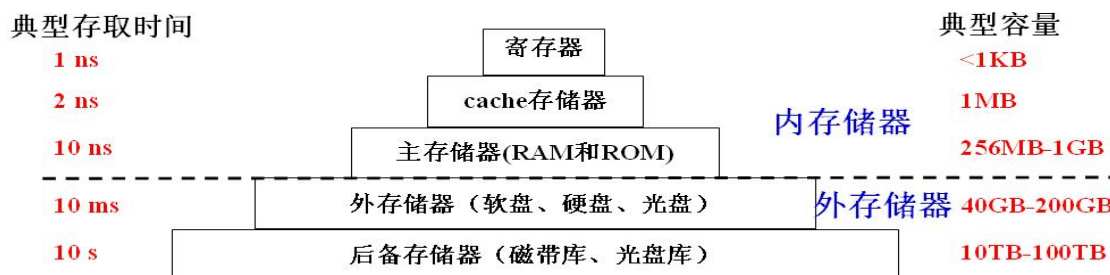 典型存取时间
典型容量
1 ns
寄存器
<1KB
2 ns
cache存储器
1MB
内存储器
10 ns
主存储器(RAM和ROM)
256MB-1GB
10 ms
外存储器（软盘、硬盘、光盘）
外存储器
40GB-200GB
10 s
后备存储器（磁带库、光盘库）
10TB-100TB